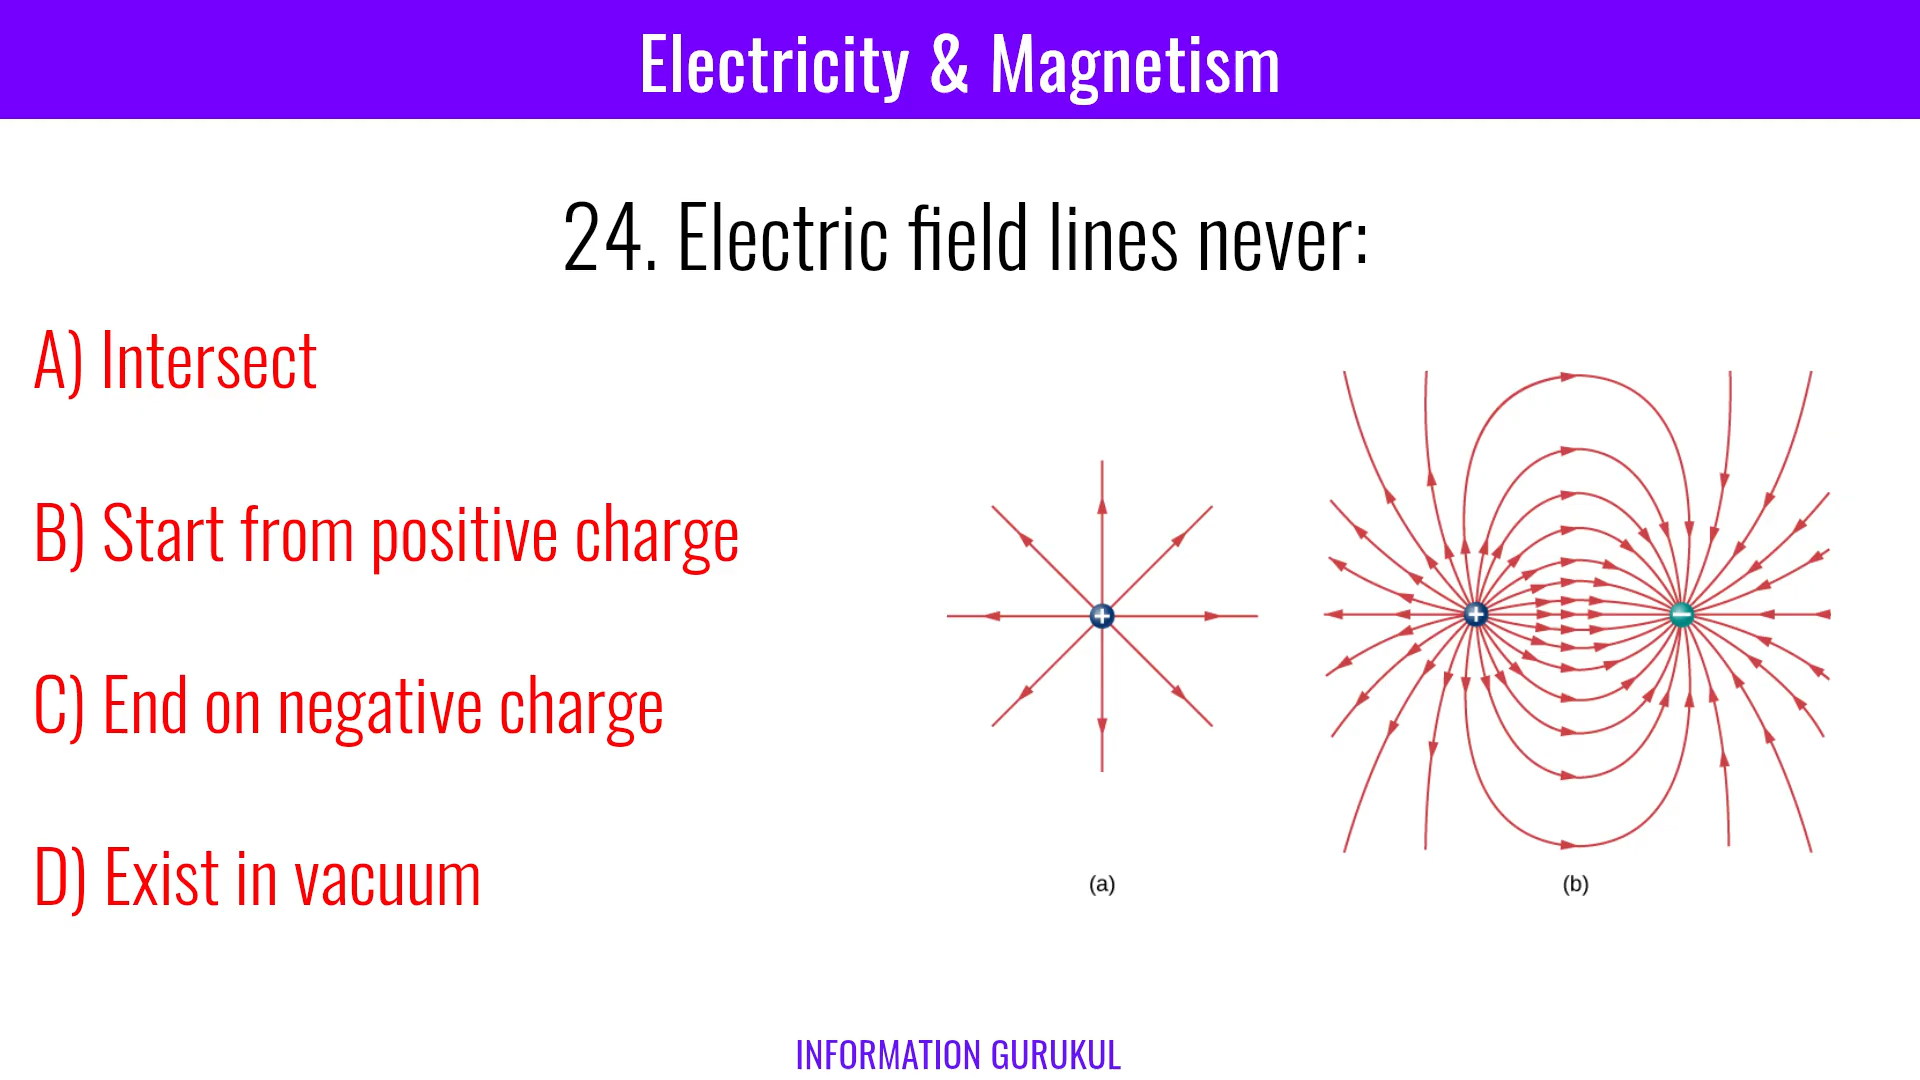 Electricity & Magnetism
24. Electric field lines never:
A) Intersect
B) Start from positive charge
C) End on negative charge
D) Exist in vacuum
+
+
−
(a)
(b)
INFORMATION GURUKUL